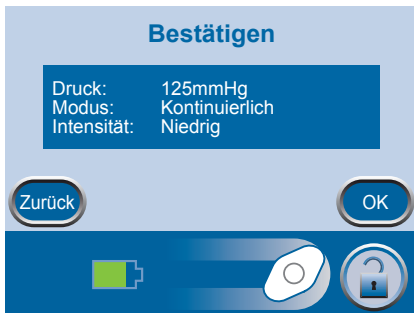 Bestätigen
Druck: 125mmHg
Modus: Kontinuierlich
Intensität: Niedrig
Zurück
OK